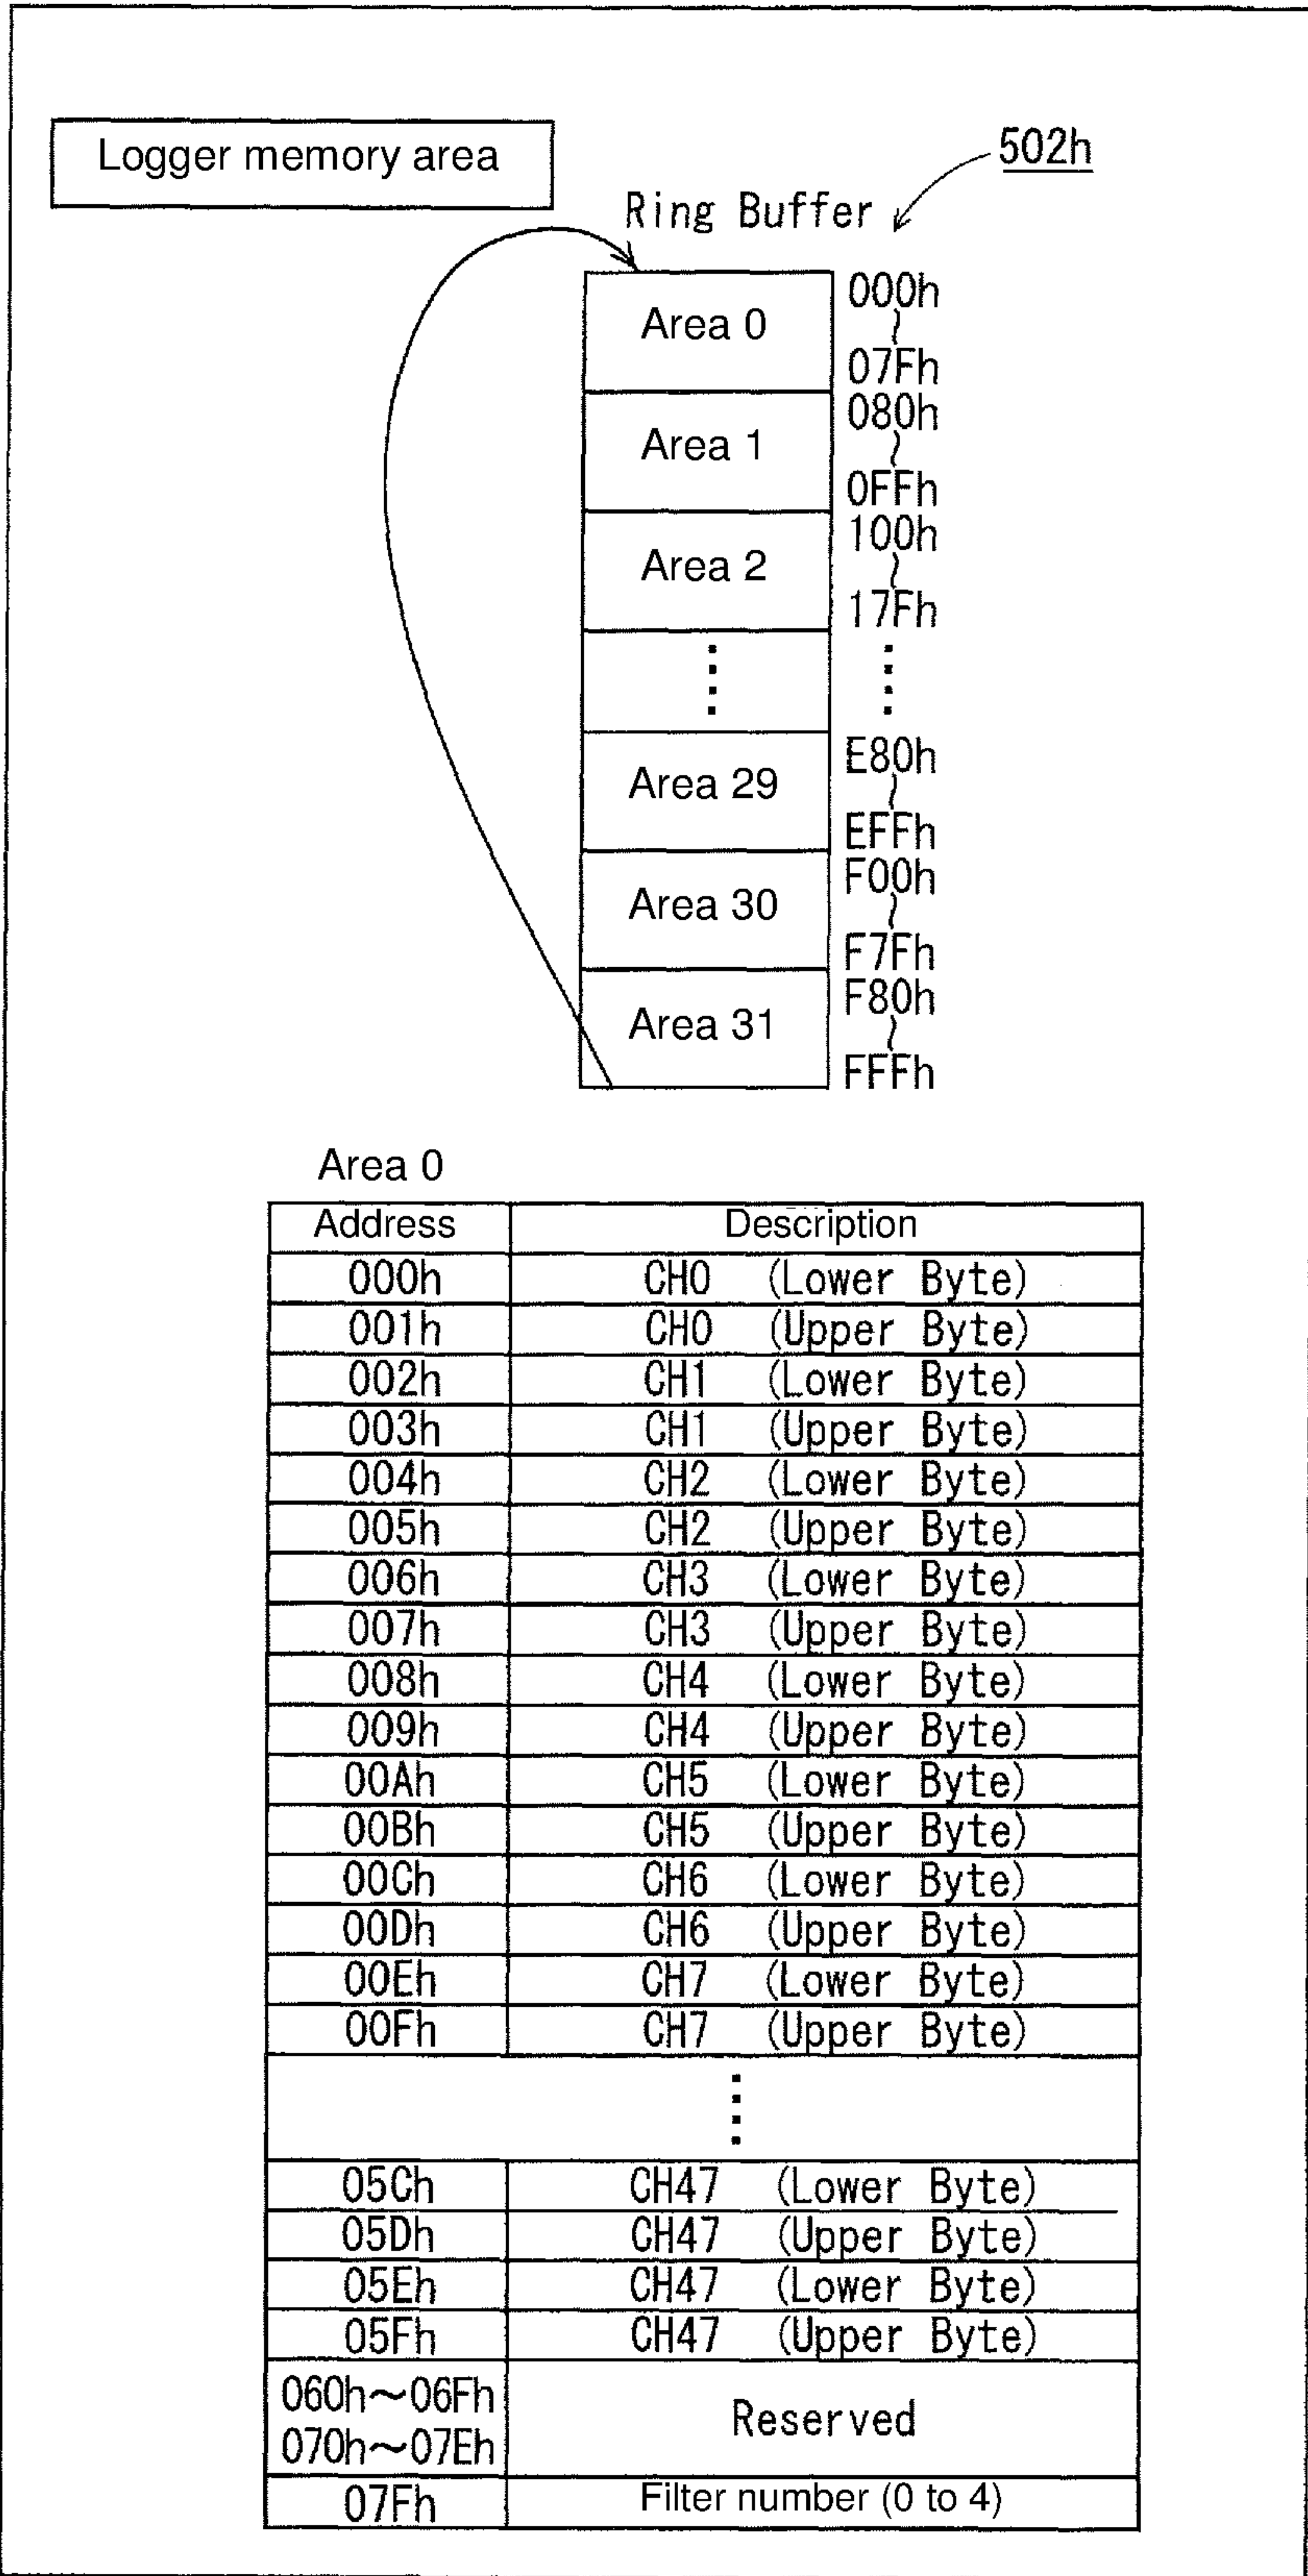 Logger memory area
502h
Ring Buffer
Area 0
000h
~
07Fh
Area 1
080h
~
0FFh
Area 2
100h
~
17Fh
Area 29
E80h
~
EFFh
Area 30
F00h
~
F7Fh
Area 31
F80h
~
FFFh
Area 0
Address Description
000h CH0 (Lower Byte)
001h CH0 (Upper Byte)
002h CH1 (Lower Byte)
003h CH1 (Upper Byte)
004h CH2 (Lower Byte)
005h CH2 (Upper Byte)
006h CH3 (Lower Byte)
007h CH3 (Upper Byte)
008h CH4 (Lower Byte)
009h CH4 (Upper Byte)
00Ah CH5 (Lower Byte)
00Bh CH5 (Upper Byte)
00Ch CH6 (Lower Byte)
00Dh CH6 (Upper Byte)
00Eh CH7 (Lower Byte)
00Fh CH7 (Upper Byte)
05Ch CH47 (Lower Byte)
05Dh CH47 (Upper Byte)
05Eh CH47 (Lower Byte)
05Fh CH47 (Upper Byte)
060h~06Fh
070h~07Eh
Reserved
07Fh Filter number (0 to 4)